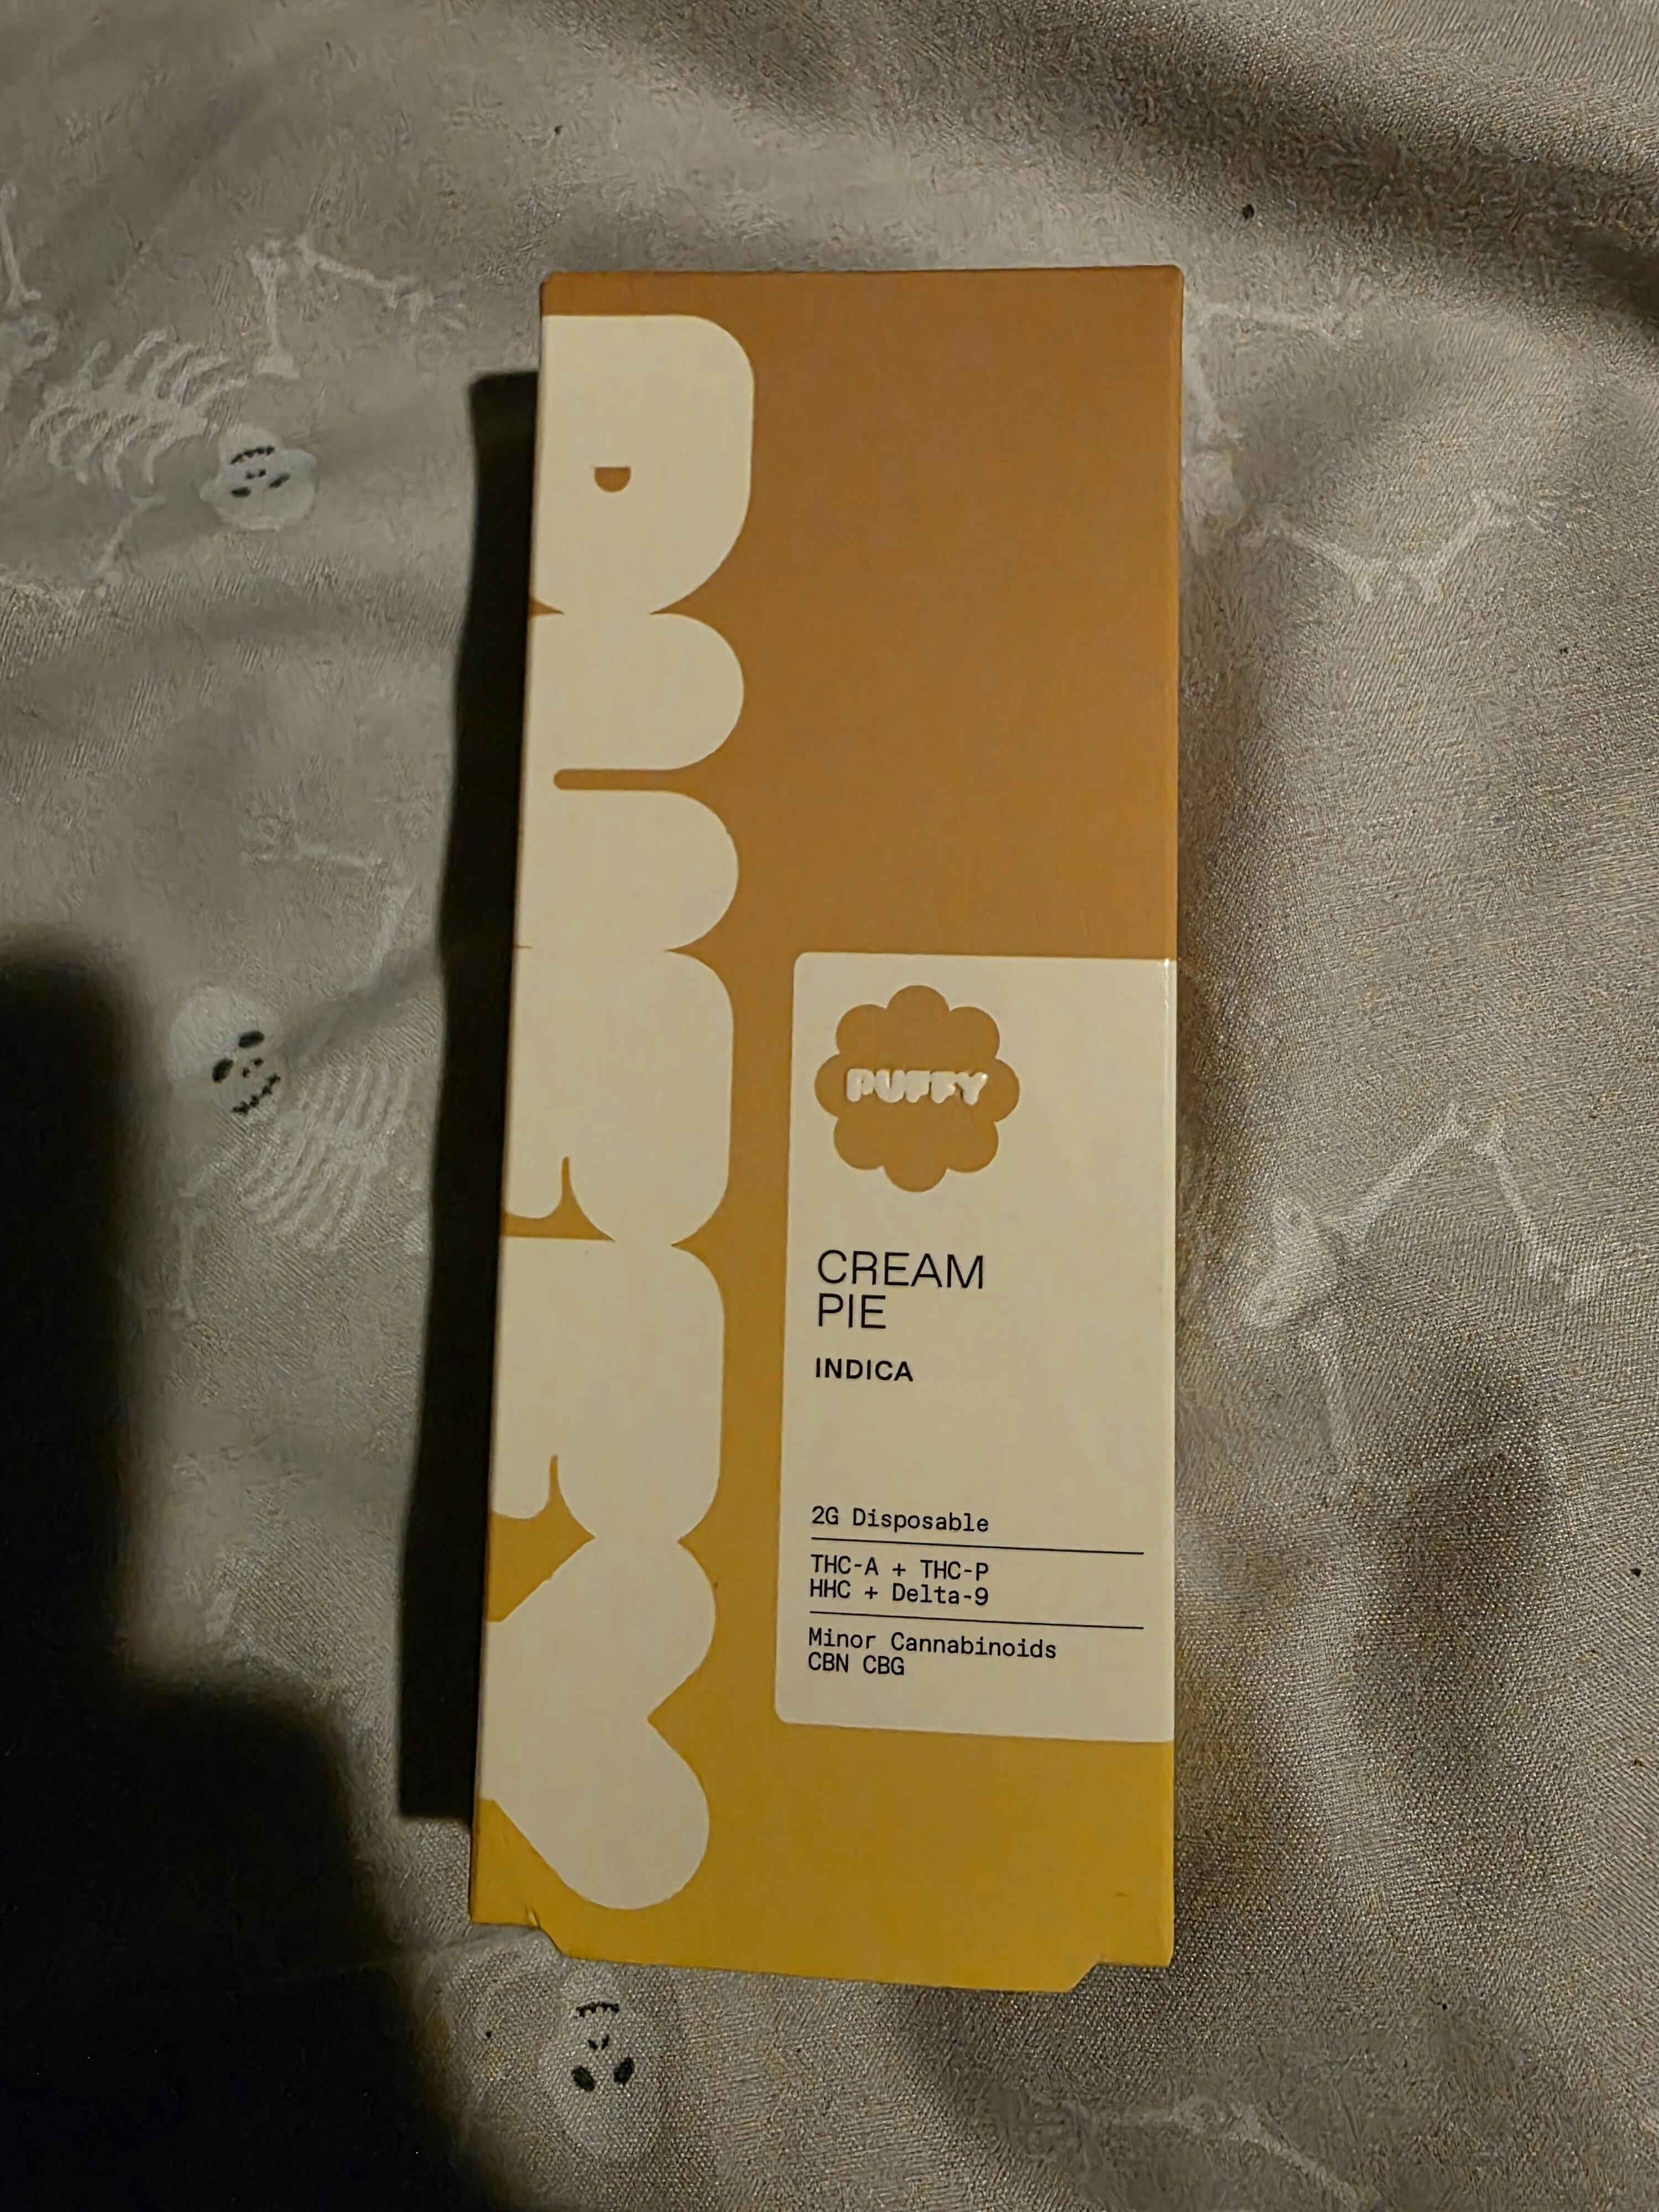 PUFFY
PUFFY
CREAM
PIE
INDICA
2G Disposable
THC-A + THC-P
HHC + Delta-9
Minor Cannabinoids
CBN CBG